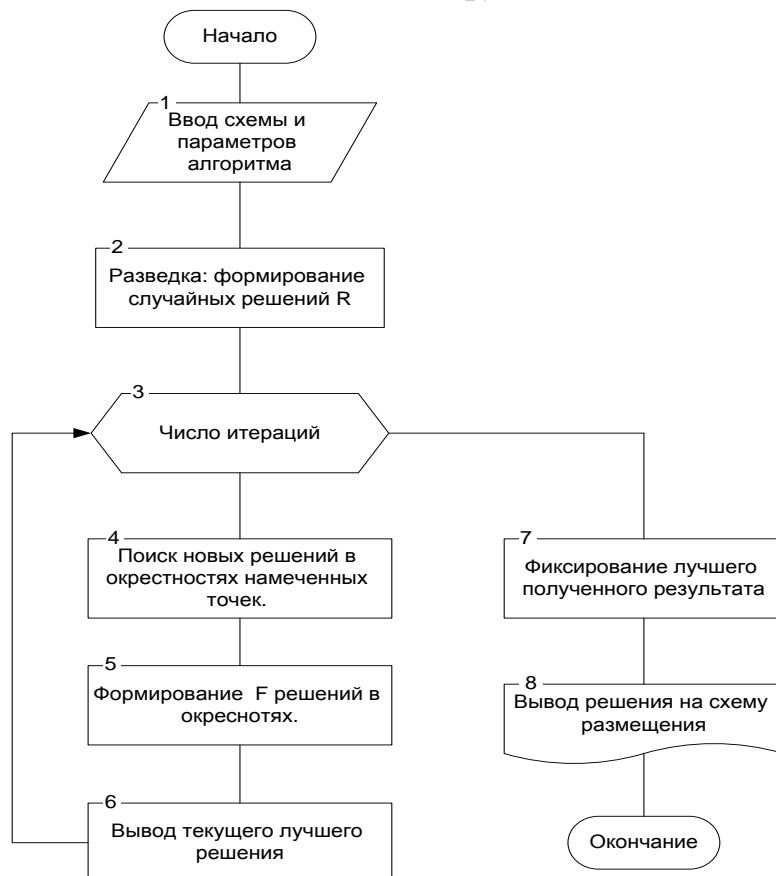 Начало
1
Ввод схемы и
параметров
алгоритма
2
Разведка: формирование
случайных решений R
3
Число итераций
4
Поиск новых решений в
окрестностях намеченных
точек.
5
Формирование F решений в
окреснотях.
6
Вывод текущего лучшего
решения
7
Фиксирование лучшего
полученного результата
8
Вывод решения на схему
размещения
Окончание